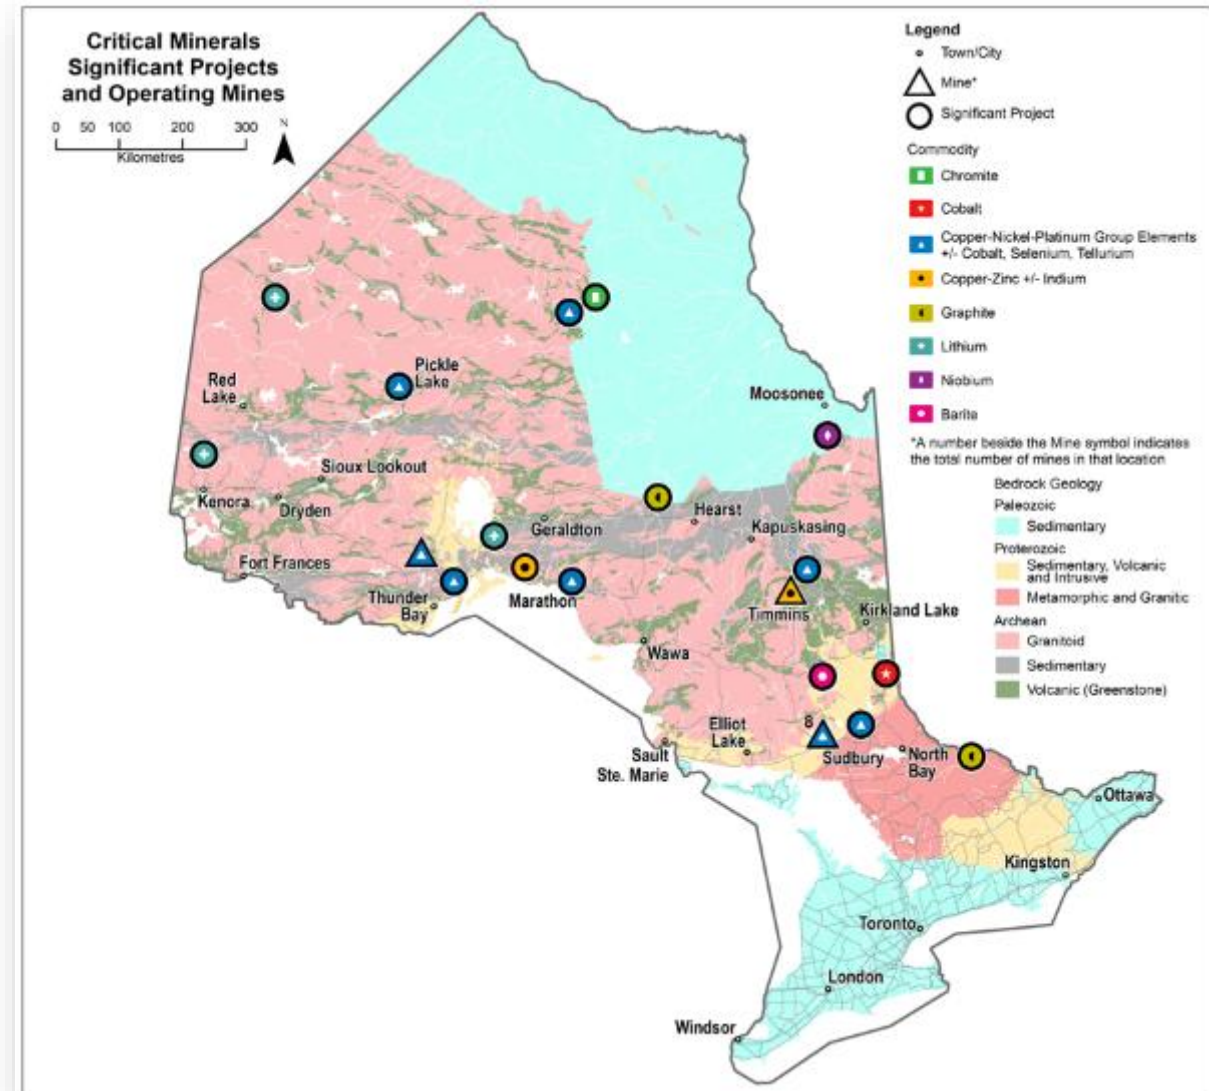 Critical Minerals
Significant Projects
and Operating Mines
0 50 100 200 300
Kilometres
N
Legend
Town/City
Mine*
Significant Project
Commodity
Chromite
Cobalt
Copper-Nickel-Platinum Group Elements
+/- Cobalt, Selenium, Tellurium
Copper-Zinc +/- Indium
Graphite
Lithium
Niobium
Barite
*A number beside the Mine symbol indicates
the total number of mines in that location
Bedrock Geology
Paleozoic
Sedimentary
Proterozoic
Sedimentary, Volcanic
and Intrusive
Metamorphic and Granitic
Archean
Granitoid
Sedimentary
Volcanic (Greenstone)
Pickle
Lake
Red
Lake
Moosonee
Sioux Lookout
Kenora
Dryden
Geraldton
Hearst
Kapuskasing
Fort Frances
Thunder
Bay
Marathon
Timmins
Kirkland Lake
Wawa
Elliot
Lake
8
Sudbury
North
Bay
Sault
Ste. Marie
Ottawa
Kingston
Toronto
London
Windsor